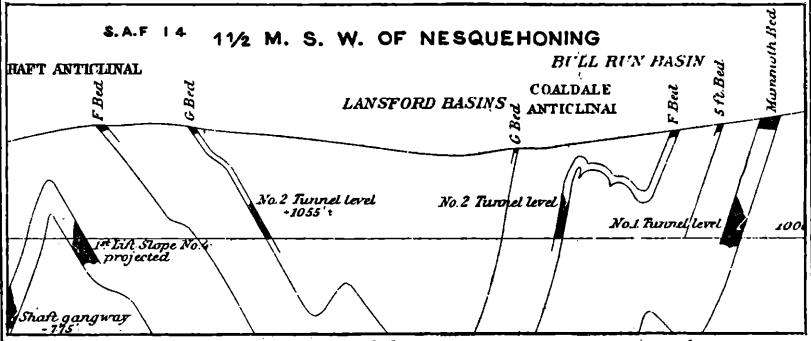 S.A.F 14
1½ M. S. W. OF NESQUEHONING
HAFT ANTICLINAL
F Bed
G Bed
LANSFORD BASINS
G Bed
BULL RUN BASIN
COALDALE
ANTICLINAL
F Bed
5 ft. Bed
Mammoth Bed
No. 2 Tunnel level
+1055'±
No. 2 Tunnel level
No. 1 Tunnel level
100
1st Lift Slope No. 4
projected
Shaft gangway
-775'